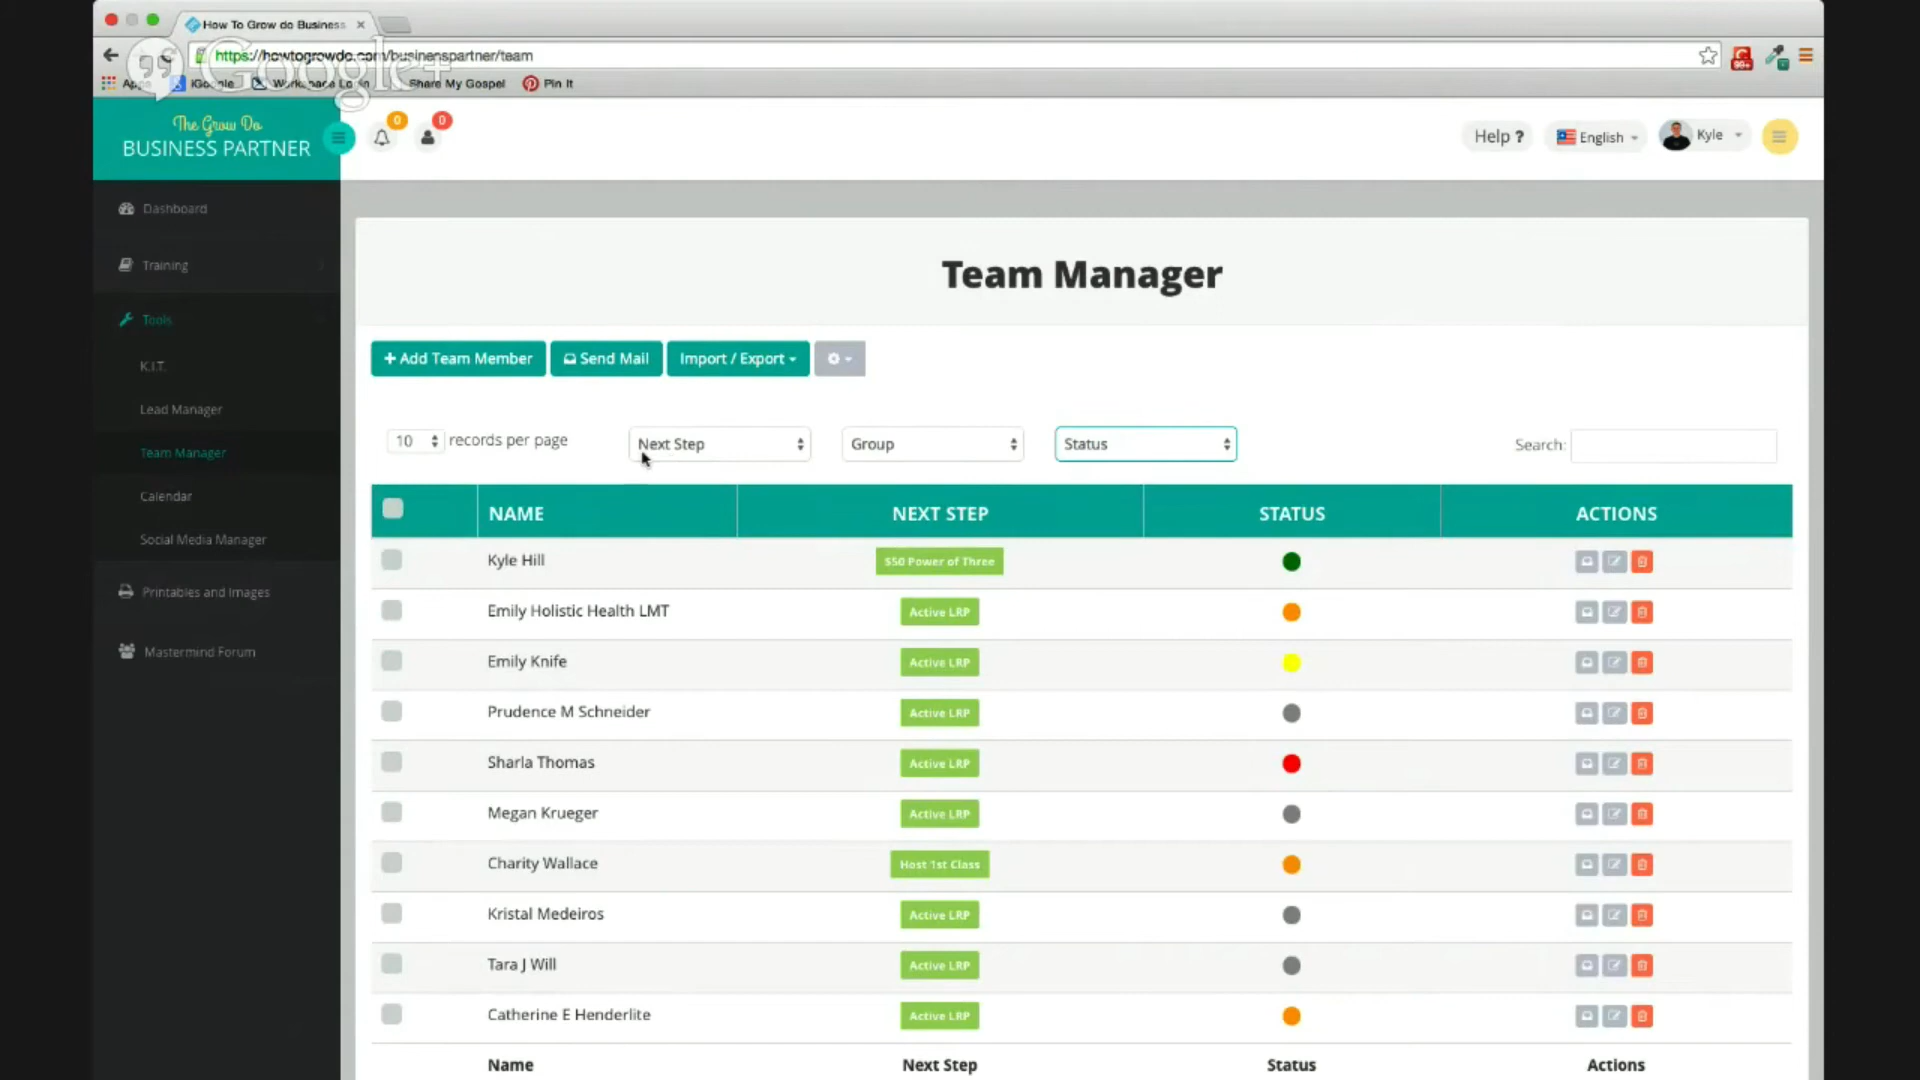 How To Grow do Business
https://howtogrowdo.com/businesspartner/team
Google+
iGoogle Share My Gospel Pin It
The Grow Do
BUSINESS PARTNER
0
0
Help ?
English
Kyle
Dashboard
Training
Tools
K.I.T.
Lead Manager
Team Manager
Calendar
Social Media Manager
Printables and Images
Mastermind Forum
Team Manager
+ Add Team Member
Send Mail
Import / Export
10 records per page
Next Step
Group
Status
Search:
NAME NEXT STEP STATUS ACTIONS
Kyle Hill $50 Power of Three
Emily Holistic Health LMT Active LRP
Emily Knife Active LRP
Prudence M Schneider Active LRP
Sharla Thomas Active LRP
Megan Krueger Active LRP
Charity Wallace Host 1st Class
Kristal Medeiros Active LRP
Tara J Will Active LRP
Catherine E Henderlite Active LRP
Name Next Step Status Actions